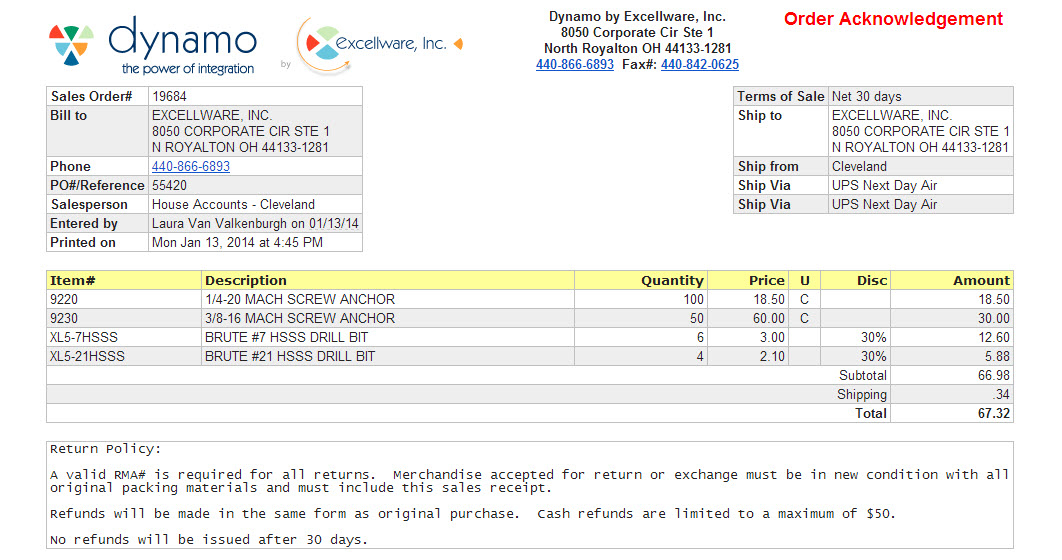 dynamo
the power of integration
by
excellware, Inc.
Dynamo by Excellware, Inc.
8050 Corporate Cir Ste 1
North Royalton OH 44133-1281
440-866-6893 Fax#: 440-842-0625
Order Acknowledgement
Sales Order# 19684
Bill to EXCELLWARE, INC.
8050 CORPORATE CIR STE 1
N ROYALTON OH 44133-1281
Phone 440-866-6893
PO#/Reference 55420
Salesperson House Accounts - Cleveland
Entered by Laura Van Valkenburgh on 01/13/14
Printed on Mon Jan 13, 2014 at 4:45 PM
Terms of Sale Net 30 days
Ship to EXCELLWARE, INC.
8050 CORPORATE CIR STE 1
N ROYALTON OH 44133-1281
Ship from Cleveland
Ship Via UPS Next Day Air
Ship Via UPS Next Day Air
Item# Description Quantity Price U Disc Amount
9220 1/4-20 MACH SCREW ANCHOR 100 18.50 C 18.50
9230 3/8-16 MACH SCREW ANCHOR 50 60.00 C 30.00
XL5-7HSSS BRUTE #7 HSSS DRILL BIT 6 3.00 30% 12.60
XL5-21HSSS BRUTE #21 HSSS DRILL BIT 4 2.10 30% 5.88
Subtotal 66.98
Shipping .34
Total 67.32
Return Policy:
A valid RMA# is required for all returns. Merchandise accepted for return or exchange must be in new condition with all
original packing materials and must include this sales receipt.
Refunds will be made in the same form as original purchase. Cash refunds are limited to a maximum of $50.
No refunds will be issued after 30 days.